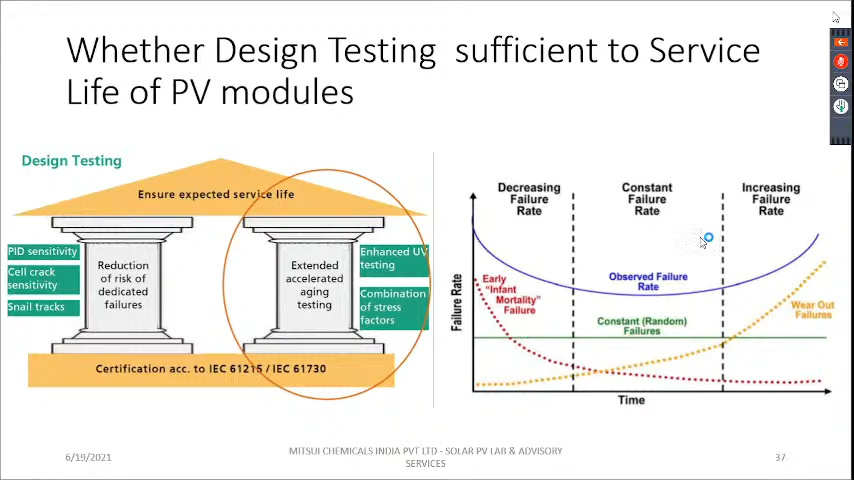 Whether Design Testing sufficient to Service
Life of PV modules
Design Testing
Ensure expected service life
PID sensitivity
Cell crack
sensitivity
Snail tracks
Reduction
of risk of
dedicated
failures
Extended
accelerated
aging
testing
Enhanced UV
testing
Combination
of stress
factors
Certification acc. to IEC 61215 / IEC 61730
Decreasing
Failure
Rate
Constant
Failure
Rate
Increasing
Failure
Rate
Failure Rate
Early
"Infant
Mortality"
Failure
Observed Failure
Rate
Constant (Random)
Failures
Wear Out
Failures
Time
6/19/2021
MITSUI CHEMICALS INDIA PVT LTD - SOLAR PV LAB & ADVISORY
SERVICES
37